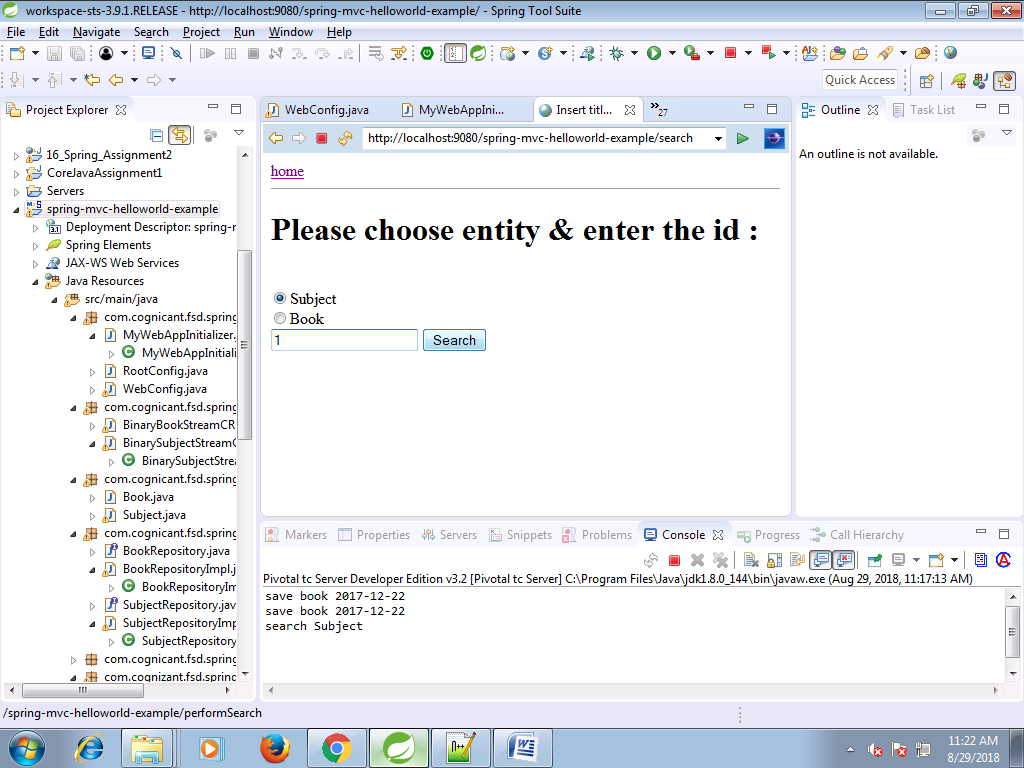 workspace-sts-3.9.1.RELEASE - http://localhost:9080/spring-mvc-helloworld-example/ - Spring Tool Suite
File Edit Navigate Search Project Run Window Help
Quick Access
Project Explorer
16_Spring_Assignment2
CoreJavaAssignment1
Servers
spring-mvc-helloworld-example
Deployment Descriptor: spring-r
Spring Elements
JAX-WS Web Services
Java Resources
src/main/java
com.cognicant.fsd.spring
MyWebAppInitializer.
MyWebAppInitiali
RootConfig.java
WebConfig.java
com.cognicant.fsd.spring
BinaryBookStreamCR
BinarySubjectStreamC
BinarySubjectStrea
com.cognicant.fsd.spring
Book.java
Subject.java
com.cognicant.fsd.spring
BookRepository.java
BookRepositoryImpl.j
BookRepositoryIm
SubjectRepository.jav
SubjectRepositoryImp
SubjectRepository
com.cognicant.fsd.spring
com.cognizant.fsd.spring
WebConfig.java MyWebAppIni... Insert titl... »27
http://localhost:9080/spring-mvc-helloworld-example/search
home
Please choose entity & enter the id :
Subject
Book
1 Search
Outline Task List
An outline is not available.
Markers Properties Servers Snippets Problems Console Progress Call Hierarchy
Pivotal tc Server Developer Edition v3.2 [Pivotal tc Server] C:\Program Files\Java\jdk1.8.0_144\bin\javaw.exe (Aug 29, 2018, 11:17:13 AM)
save book 2017-12-22
save book 2017-12-22
search Subject
/spring-mvc-helloworld-example/performSearch
11:22 AM
8/29/2018